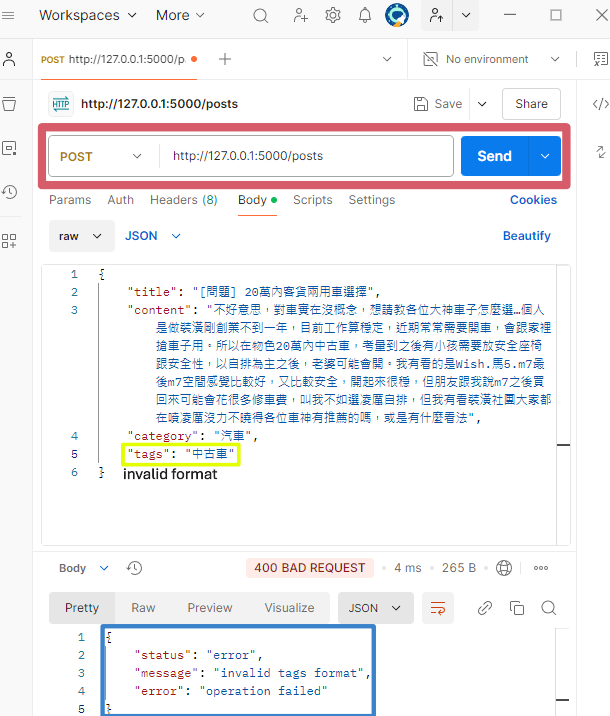 Workspaces More
POST http://127.0.0.1:5000/p No environment
HTTP http://127.0.0.1:5000/posts Save Share
POST http://127.0.0.1:5000/posts Send
Params Auth Headers (8) Body Scripts Settings Cookies
raw JSON Beautify
1 {
2 "title": "[問題] 20萬內客貨兩用車選擇",
3 "content": "不好意思，對車實在沒概念，想請教各位大神車子怎麼選…個人
是做裝潢剛創業不到一年，目前工作算穩定，近期常常需要開車，會跟家裡
搶車子用。所以在物色20萬內中古車，考量到之後有小孩需要放安全座椅
跟安全性，以自排為主之後，老婆可能會開。我有看的是Wish.馬5.m7最
後m7空間感覺比較好，又比較安全，開起來很穩，但朋友跟我說m7之後買
回來可能會花很多修車費，叫我不如選凌厲自排，但我有看裝潢社團大家都
在噴凌厲沒力不曉得各位車神有推薦的嗎，或是有什麼看法",
4 "category": "汽車",
5 "tags": "中古車"
6 } invalid format
Body 400 BAD REQUEST 4 ms 265 B
Pretty Raw Preview Visualize JSON
1 {
2 "status": "error",
3 "message": "invalid tags format",
4 "error": "operation failed"
5 }